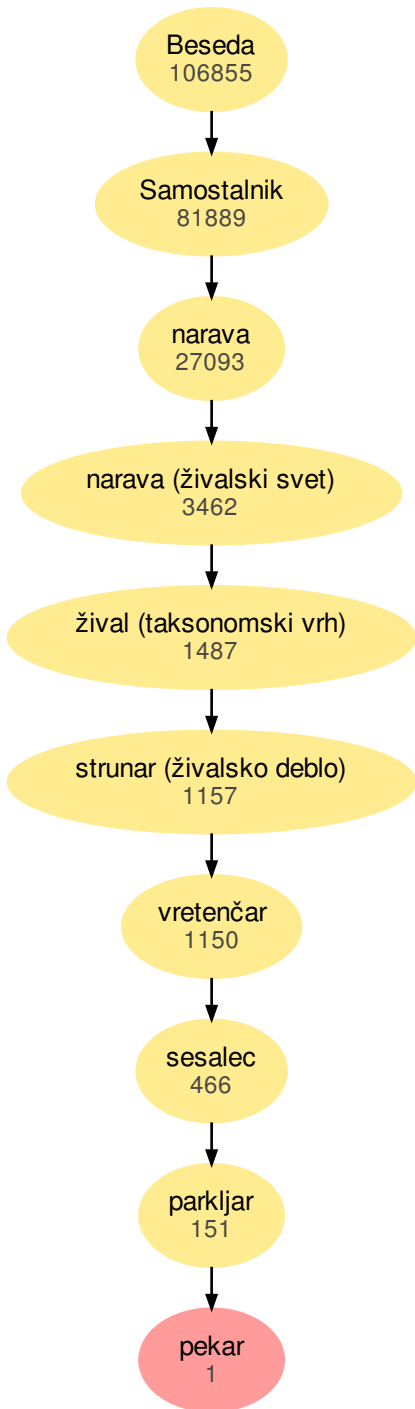 Beseda
106855
Samostalnik
81889
narava
27093
narava (živalski svet)
3462
žival (taksonomski vrh)
1487
strunar (živalsko deblo)
1157
vretenčar
1150
sesalec
466
parkljar
151
pekar
1